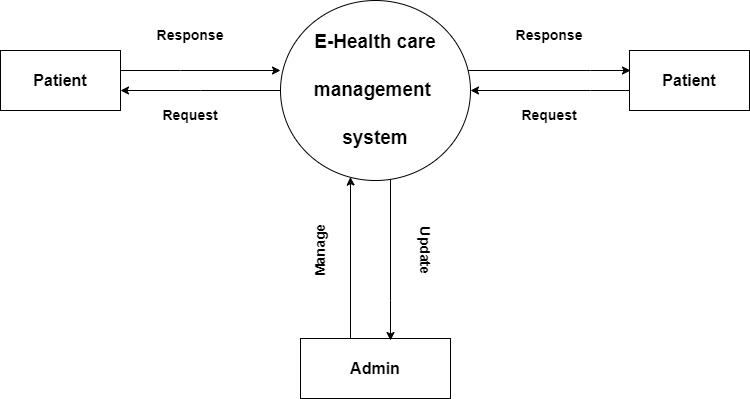 Response
E-Health care
Response
Patient
management
Patient
Request
system
Request
Manage
Update
Admin